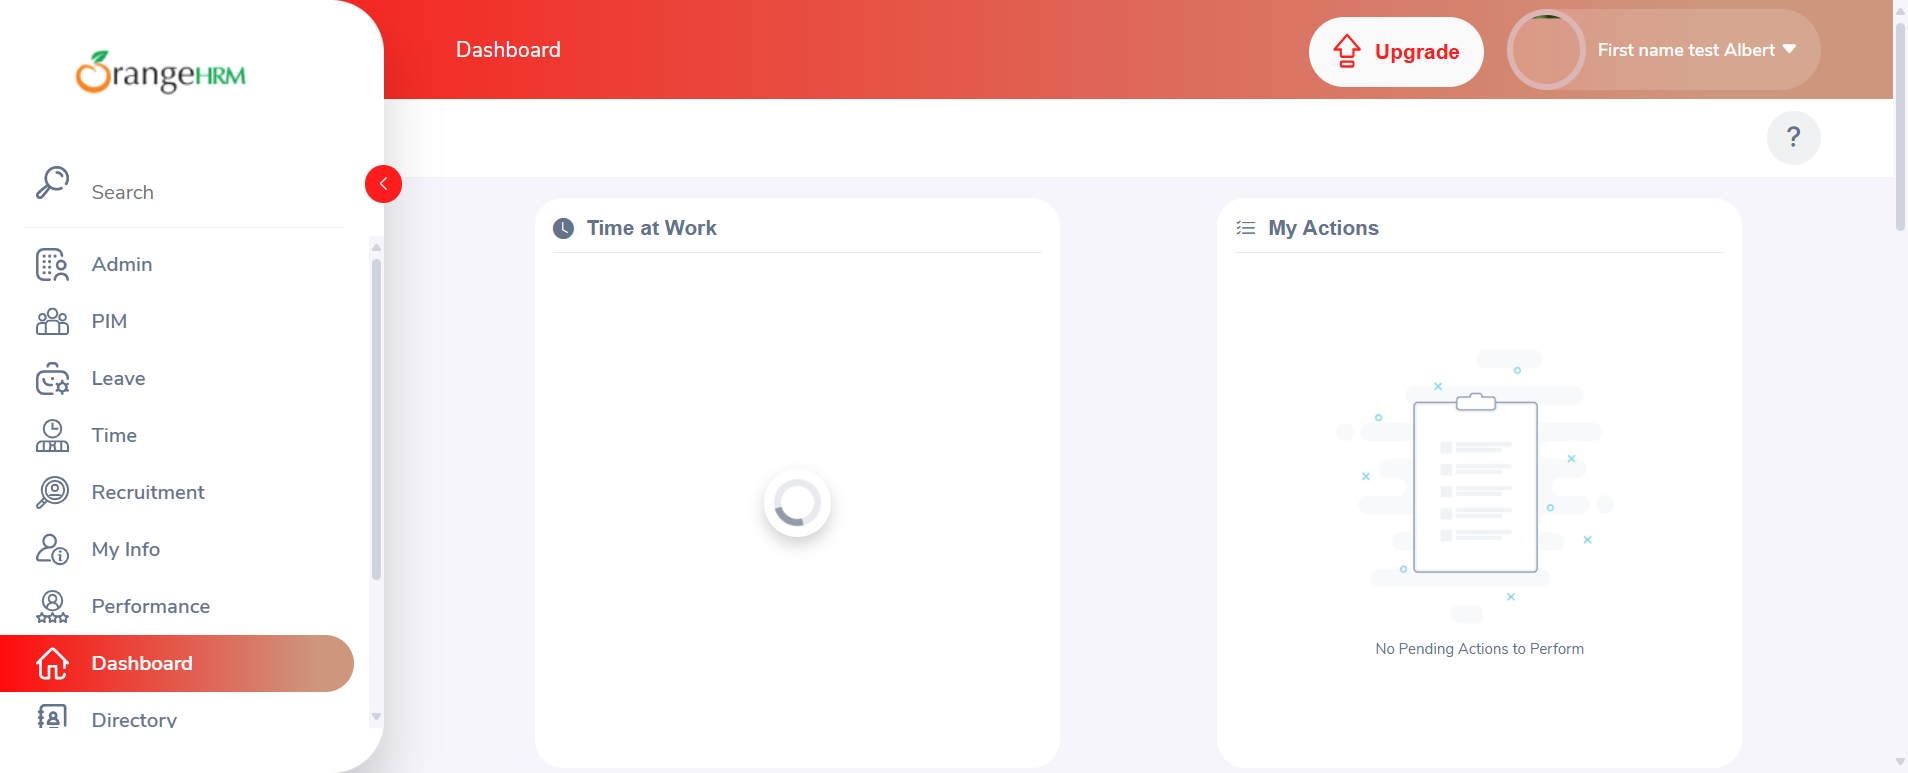 OrangeHRM
Search
Admin
PIM
Leave
Time
Recruitment
My Info
Performance
Dashboard
Directory
Dashboard
Upgrade
First name test Albert
?
Time at Work
My Actions
No Pending Actions to Perform